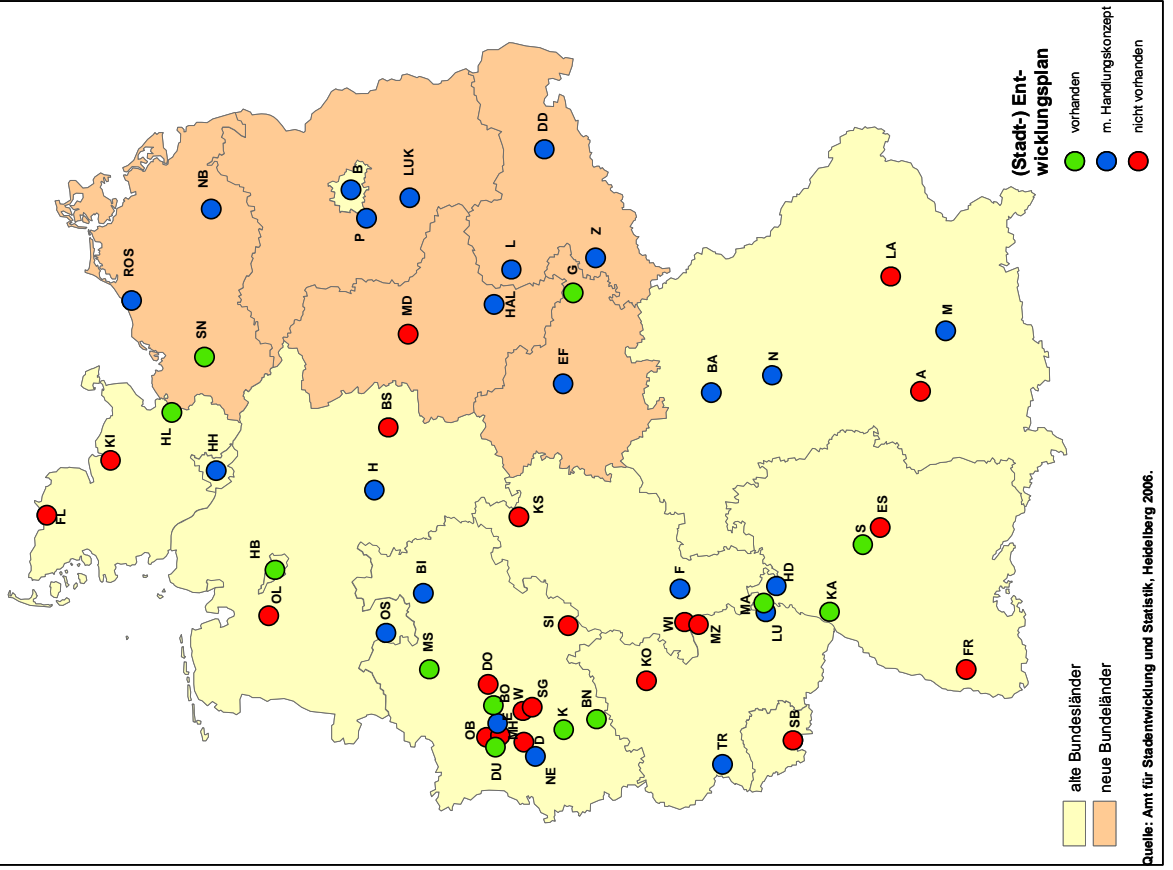 FL
KI
HL
HH
ROS
SN
NB
HB
OL
H
BS
MD
B
P
LUK
OS
BI
MS
KS
HAL
L
DD
G
Z
EF
DO
BO
OB
DU
MH
E
W
SG
D
NE
K
BN
SI
KO
WI
MZ
F
TR
SB
MA
LU
HD
KA
S
ES
FR
BA
N
LA
M
A
(Stadt-) Ent-
wicklungsplan
vorhanden
m. Handlungskonzept
nicht vorhanden
alte Bundesländer
neue Bundeländer
Quelle: Amt für Stadentwicklung und Statistik, Heidelberg 2006.